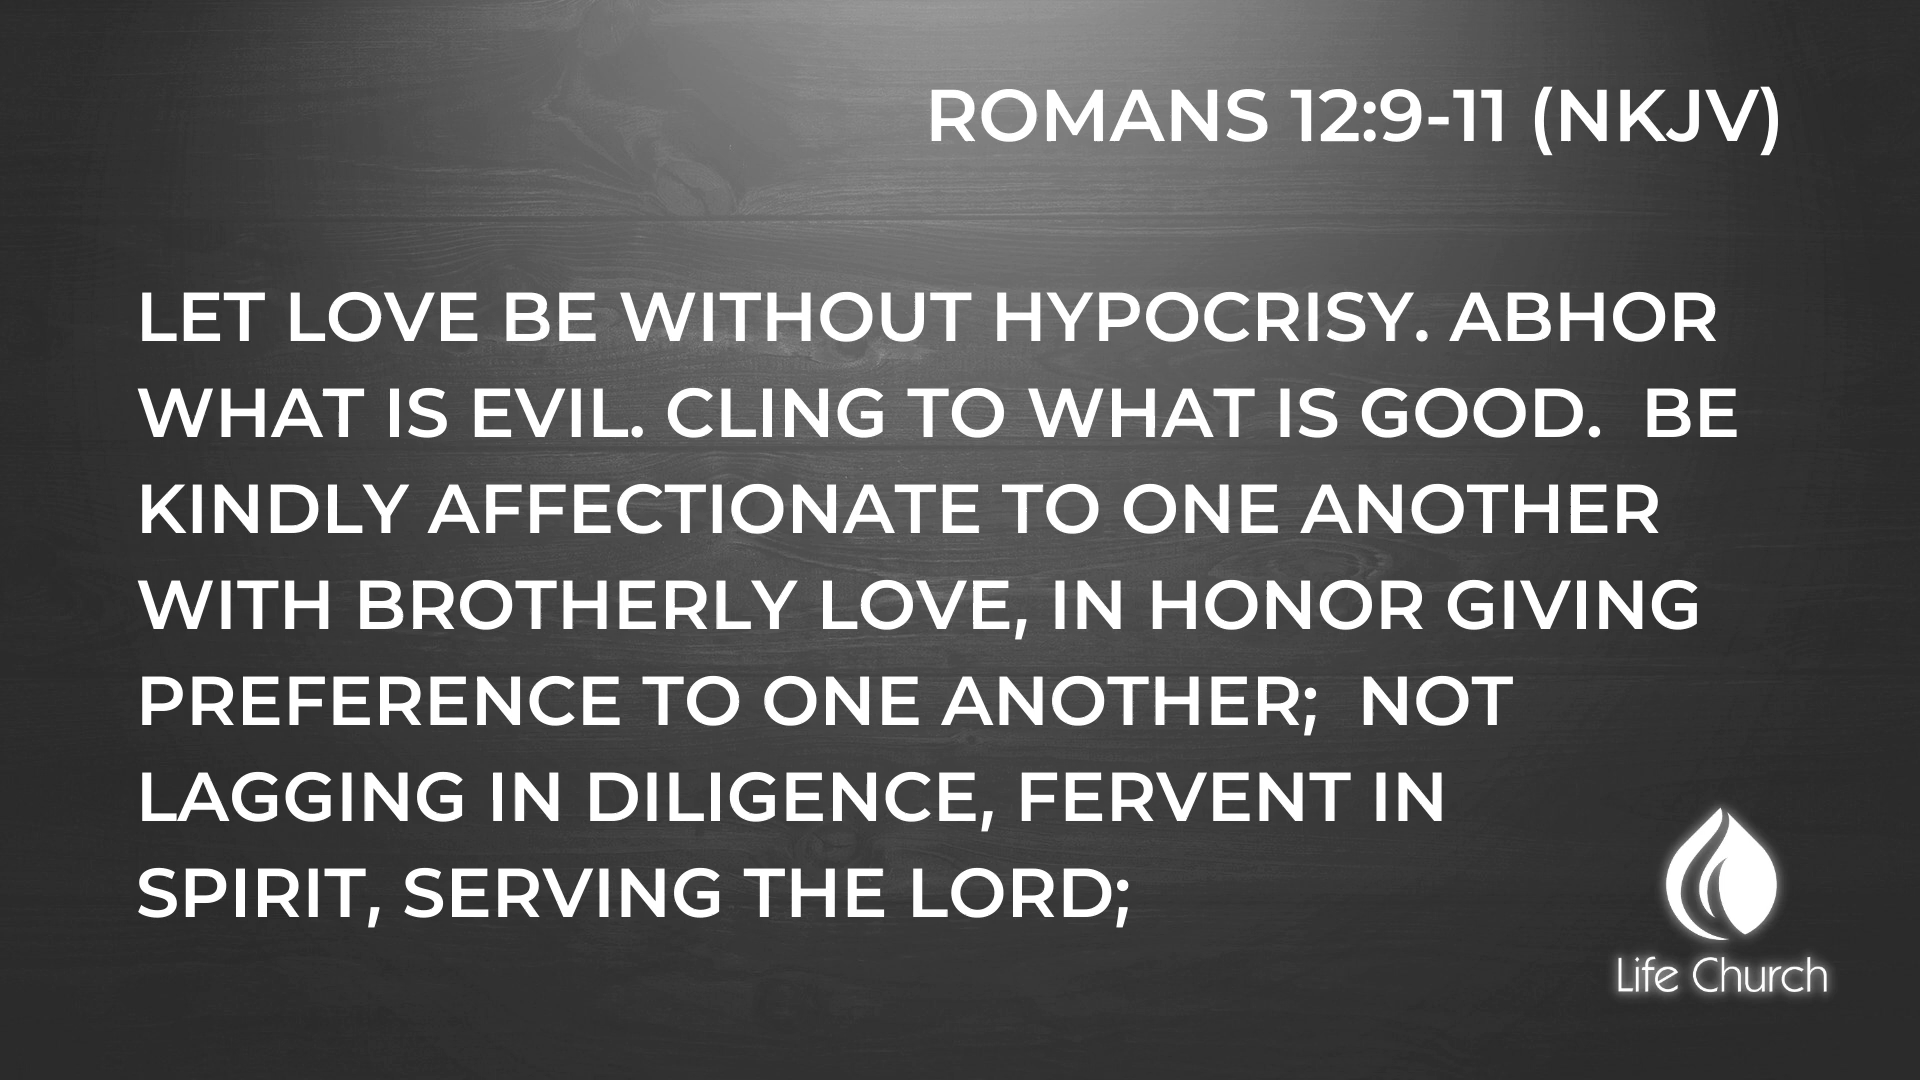 ROMANS 12:9-11 (NKJV)
LET LOVE BE WITHOUT HYPOCRISY. ABHOR
WHAT IS EVIL. CLING TO WHAT IS GOOD.  BE
KINDLY AFFECTIONATE TO ONE ANOTHER
WITH BROTHERLY LOVE, IN HONOR GIVING
PREFERENCE TO ONE ANOTHER;  NOT
LAGGING IN DILIGENCE, FERVENT IN
SPIRIT, SERVING THE LORD;
Life Church